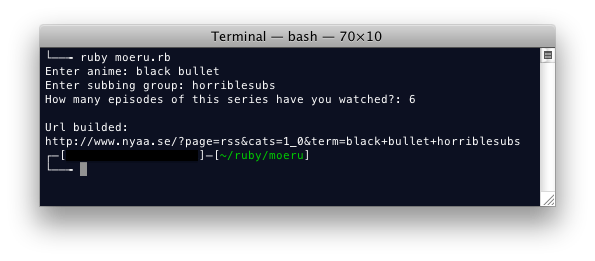 Terminal — bash — 70×10
└──╼ ruby moeru.rb
Enter anime: black bullet
Enter subbing group: horriblesubs
How many episodes of this series have you watched?: 6
Url builded:
http://www.nyaa.se/?page=rss&cats=1_0&term=black+bullet+horriblesubs
┌─[ ]─[~/ruby/moeru]
└──╼